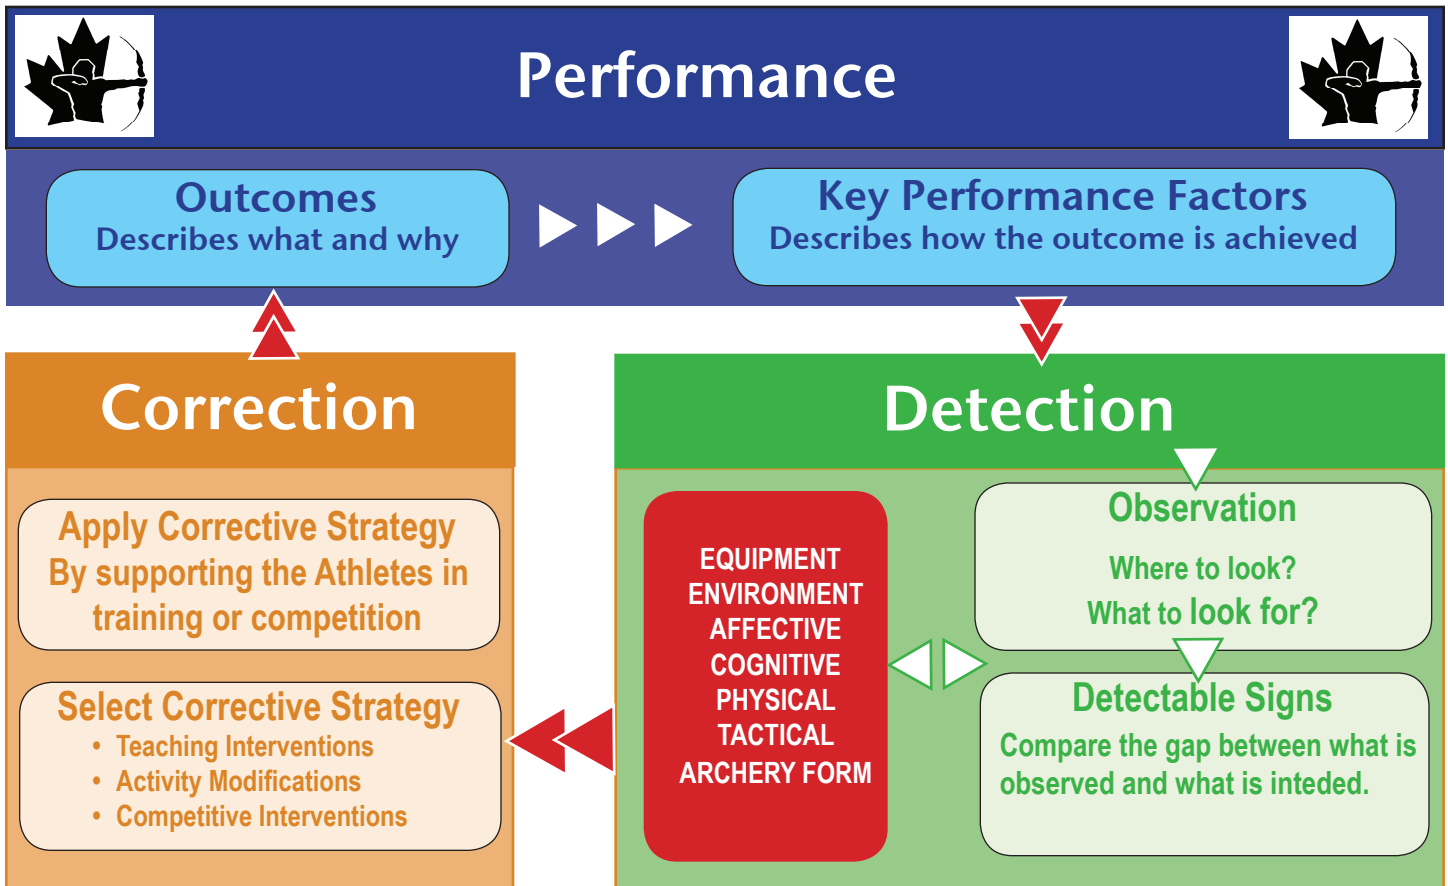 Performance
Outcomes
Describes what and why
Key Performance Factors
Describes how the outcome is achieved
Correction
Apply Corrective Strategy
By supporting the Athletes in
training or competition
Select Corrective Strategy
• Teaching Interventions
• Activity Modifications
• Competitive Interventions
Detection
EQUIPMENT
ENVIRONMENT
AFFECTIVE
COGNITIVE
PHYSICAL
TACTICAL
ARCHERY FORM
Observation
Where to look?
What to look for?
Detectable Signs
Compare the gap between what is
observed and what is inteded.